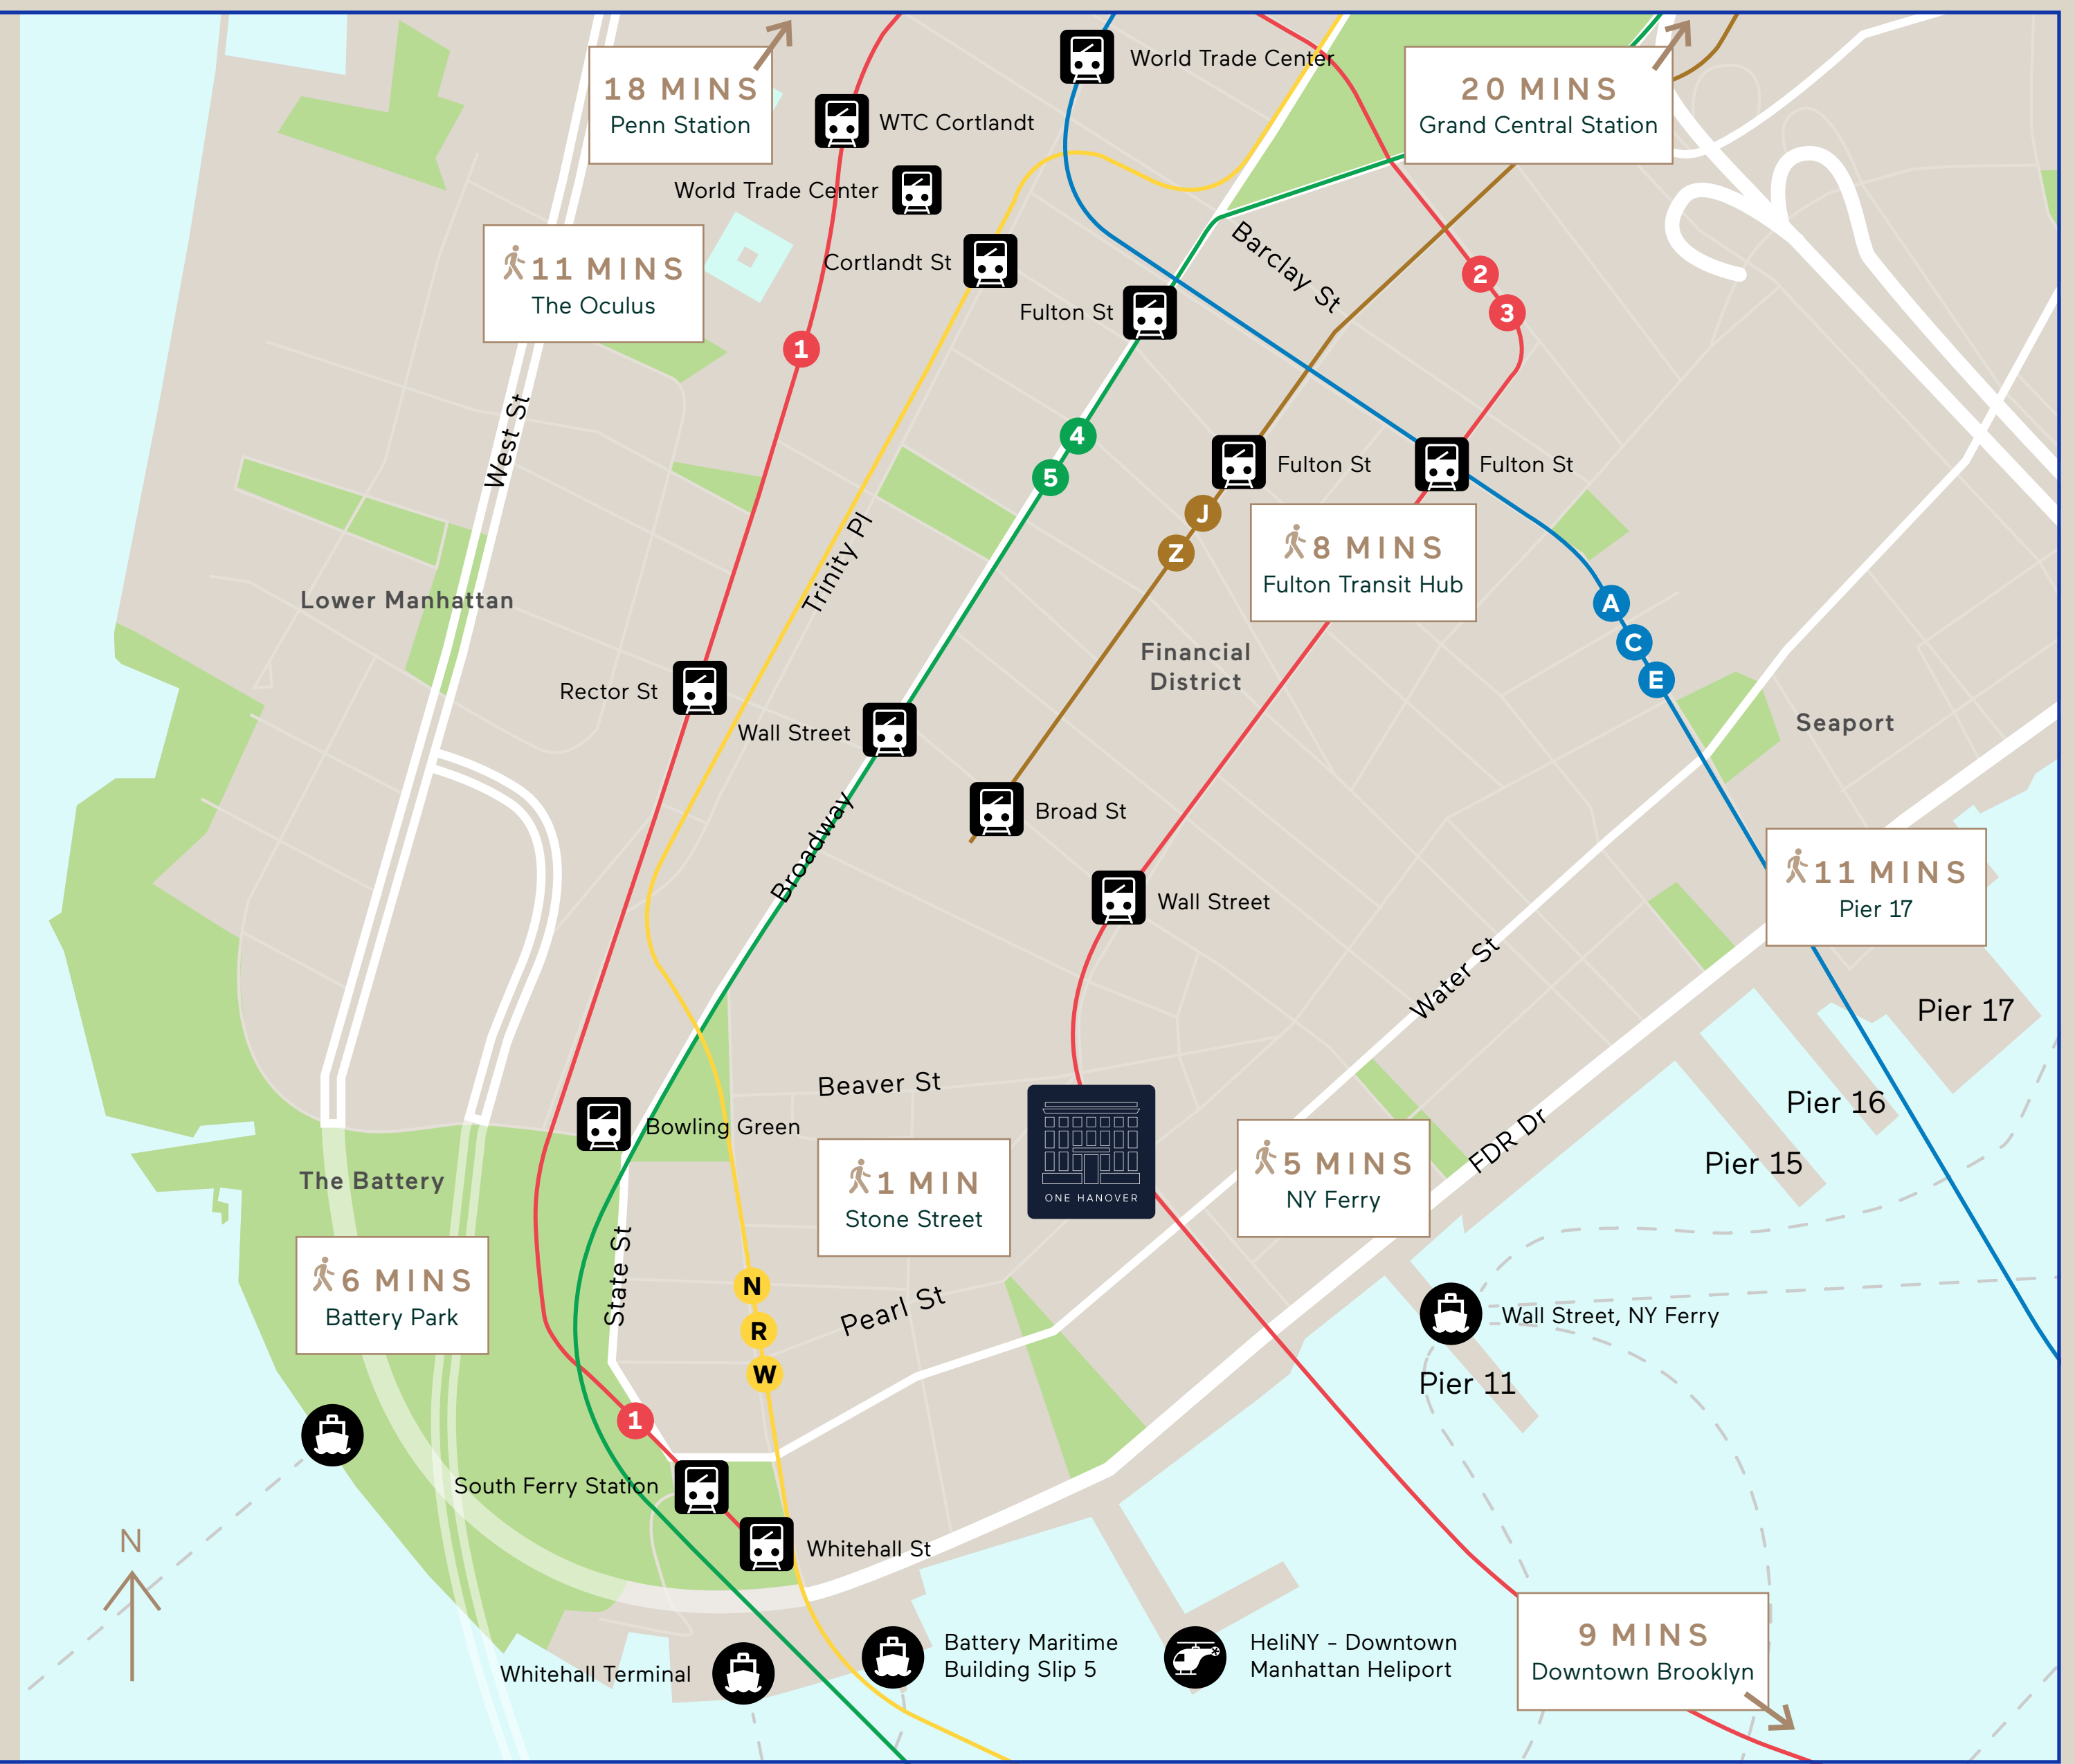 World Trade Center
18 MINS
Penn Station
20 MINS
Grand Central Station
WTC Cortlandt
World Trade Center
Cortlandt St
Barclay St
11 MINS
The Oculus
Fulton St
2
3
1
West St
4
5
Fulton St
Fulton St
J
Z
Trinity Pl
8 MINS
Fulton Transit Hub
Lower Manhattan
A
C
E
Financial
District
Rector St
Wall Street
Seaport
Broad St
Broadway
Wall Street
11 MINS
Pier 17
Water St
Pier 17
Beaver St
Pier 16
Bowling Green
FDR Dr
Pier 15
The Battery
1 MIN
Stone Street
ONE HANOVER
5 MINS
NY Ferry
State St
6 MINS
Battery Park
N
R
W
Pearl St
Wall Street, NY Ferry
Pier 11
1
South Ferry Station
Whitehall St
N
Whitehall Terminal
Battery Maritime
Building Slip 5
HeliNY - Downtown
Manhattan Heliport
9 MINS
Downtown Brooklyn